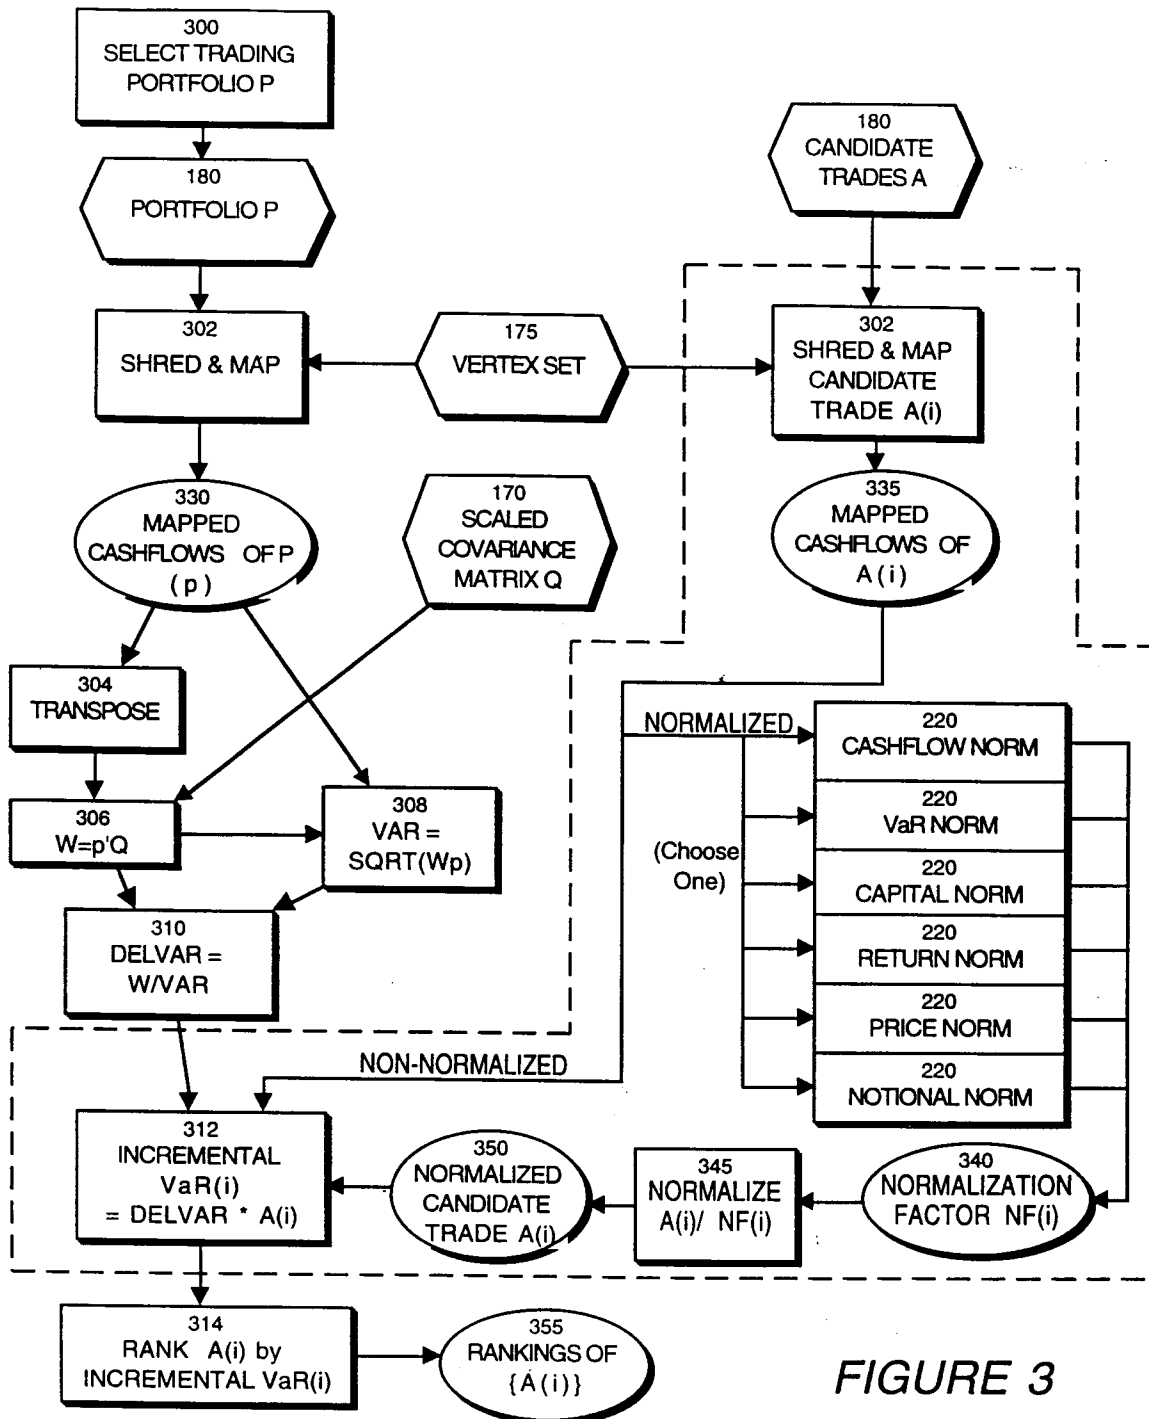 300
SELECT TRADING
PORTFOLIO P
180
PORTFOLIO P
180
CANDIDATE
TRADES A
302
SHRED & MAP
175
VERTEX SET
302
SHRED & MAP
CANDIDATE
TRADE A(i)
330
MAPPED
CASHFLOWS OF P
(p)
170
SCALED
COVARIANCE
MATRIX Q
335
MAPPED
CASHFLOWS OF
A(i)
304
TRANSPOSE
306
W=p'Q
308
VAR =
SQRT(Wp)
310
DELVAR =
W/VAR
NORMALIZED
(Choose
One)
220
CASHFLOW NORM
220
VaR NORM
220
CAPITAL NORM
220
RETURN NORM
220
PRICE NORM
220
NOTIONAL NORM
NON-NORMALIZED
312
INCREMENTAL
VaR(i)
= DELVAR * A(i)
350
NORMALIZED
CANDIDATE
TRADE A(i)
345
NORMALIZE
A(i)/ NF(i)
340
NORMALIZATION
FACTOR NF(i)
314
RANK A(i) by
INCREMENTAL VaR(i)
355
RANKINGS OF
{A(i)}
FIGURE 3